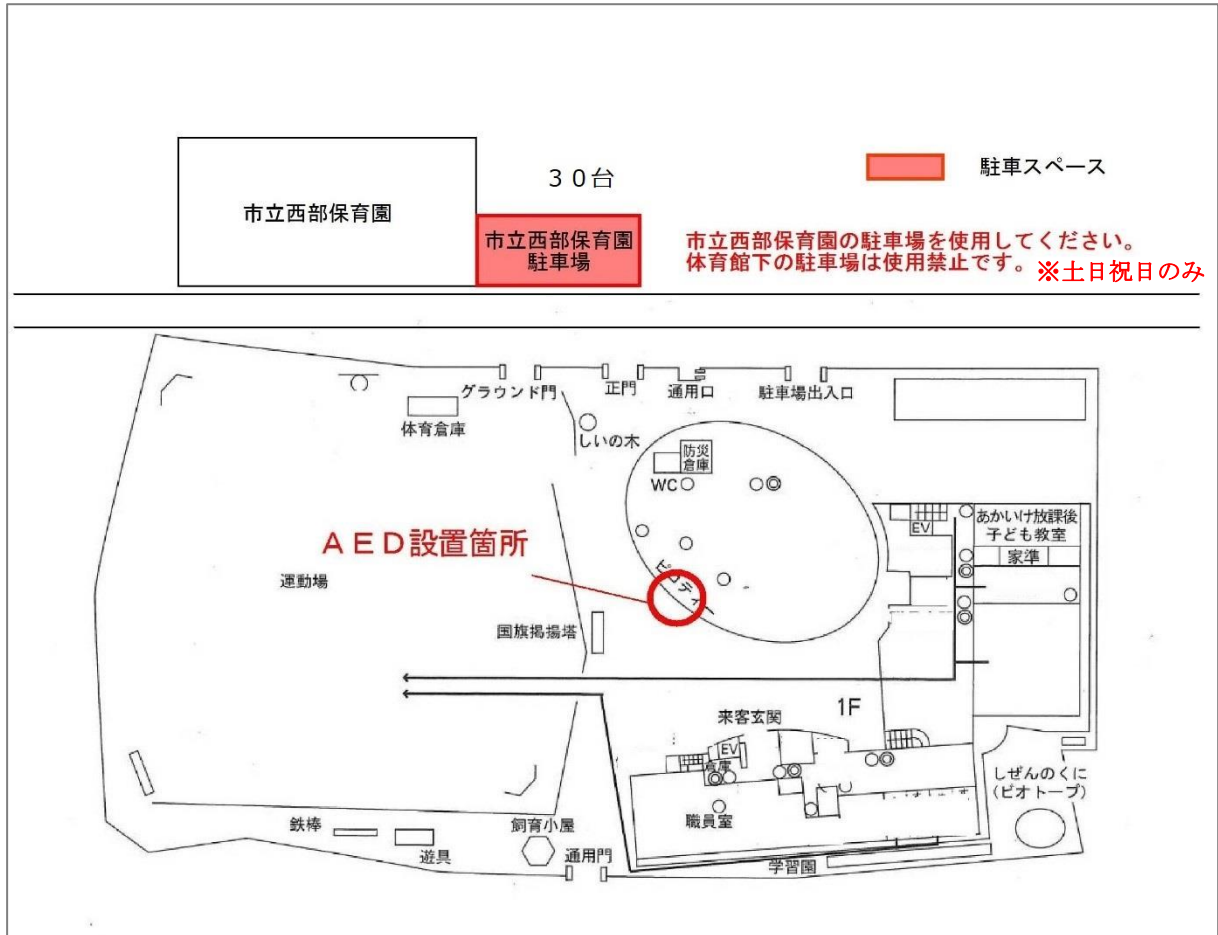 ３０台
駐車スペース
市立西部保育園
市立西部保育園
駐車場
市立西部保育園の駐車場を使用してください。
体育館下の駐車場は使用禁止です。
※土日祝日のみ
グラウンド門
正門
通用口
駐車場出入口
体育倉庫
しいの木
防災
倉庫
WC
EV
あかいけ放課後
子ども教室
家準
ＡＥＤ設置箇所
ピロティー
運動場
国旗掲揚塔
1F
来客玄関
EV
倉庫
しぜんのくに
(ビオトープ)
職員室
鉄棒
遊具
飼育小屋
通用門
学習園